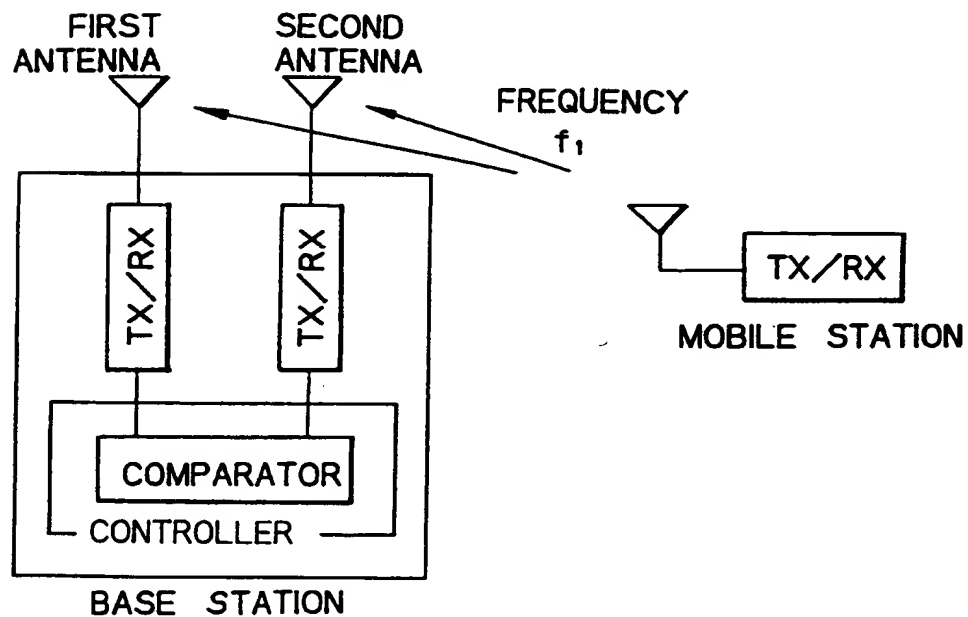 FIRST
ANTENNA
SECOND
ANTENNA
FREQUENCY
f₁
TX/RX
TX/RX
TX/RX
MOBILE STATION
COMPARATOR
CONTROLLER
BASE STATION